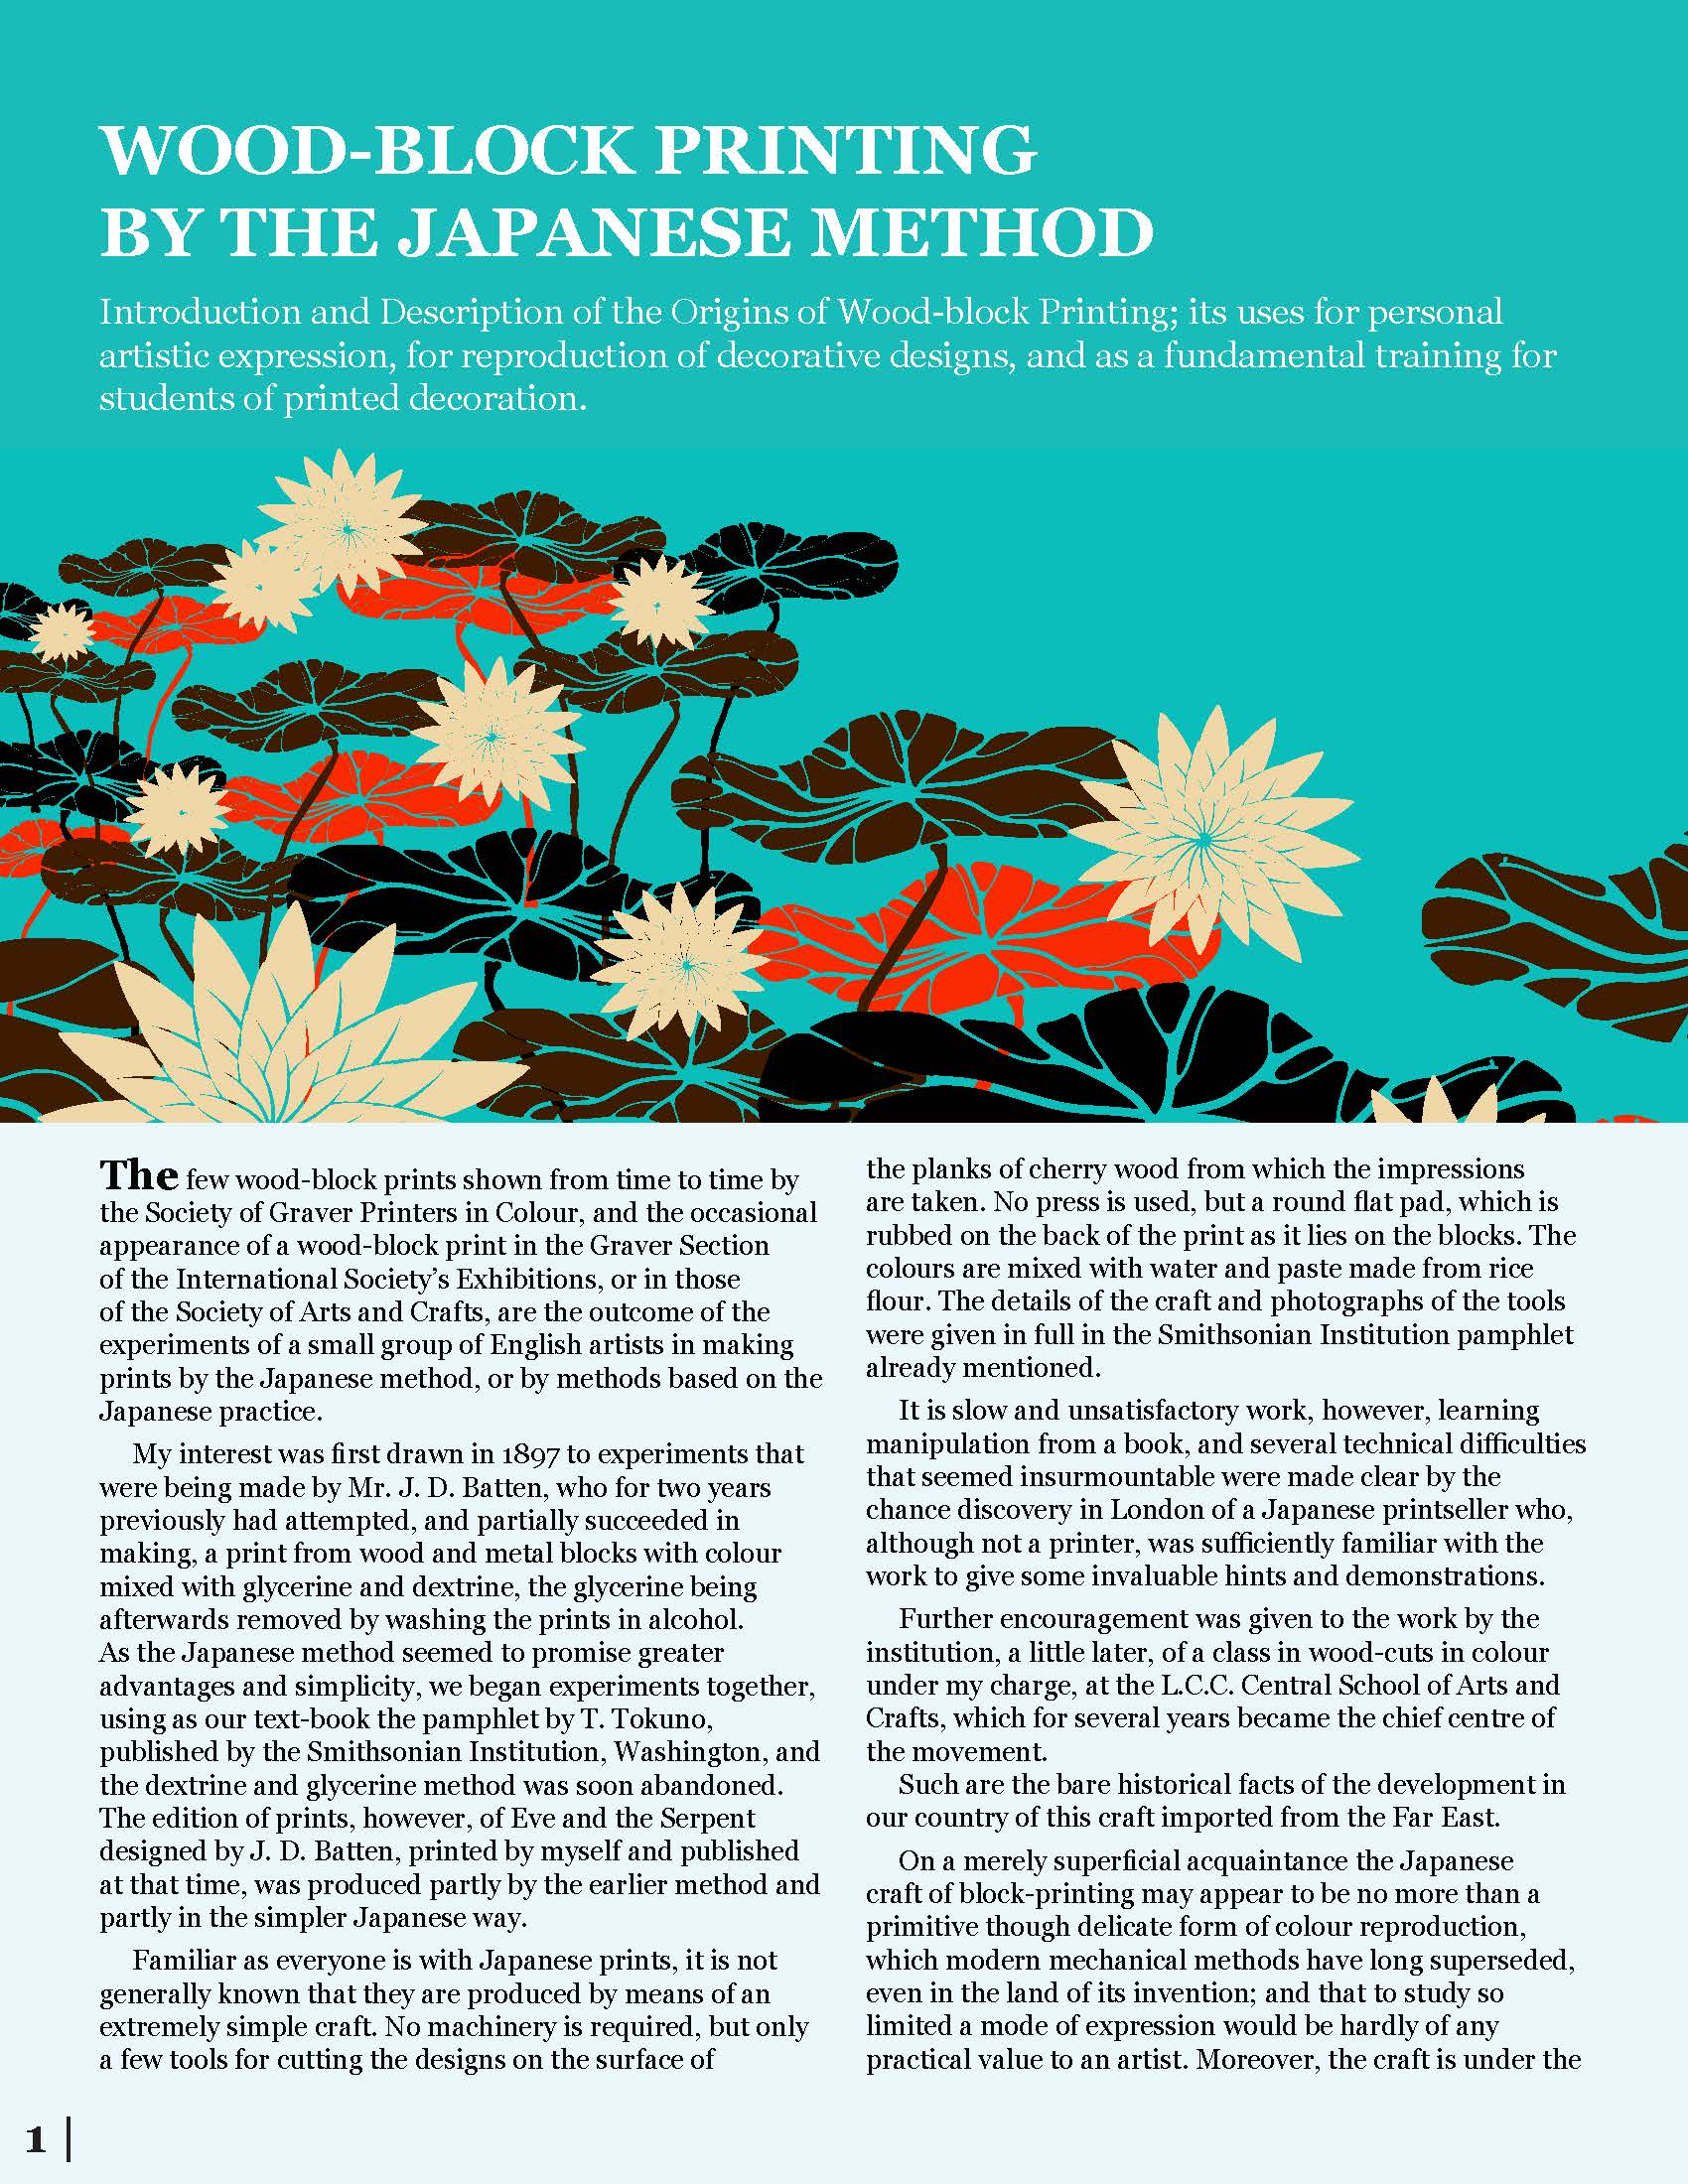 WOOD-BLOCK PRINTING
BY THE JAPANESE METHOD
Introduction and Description of the Origins of Wood-block Printing; its uses for personal
artistic expression, for reproduction of decorative designs, and as a fundamental training for
students of printed decoration.
The few wood-block prints shown from time to time by
the Society of Graver Printers in Colour, and the occasional
appearance of a wood-block print in the Graver Section
of the International Society’s Exhibitions, or in those
of the Society of Arts and Crafts, are the outcome of the
experiments of a small group of English artists in making
prints by the Japanese method, or by methods based on the
Japanese practice.
My interest was first drawn in 1897 to experiments that
were being made by Mr. J. D. Batten, who for two years
previously had attempted, and partially succeeded in
making, a print from wood and metal blocks with colour
mixed with glycerine and dextrine, the glycerine being
afterwards removed by washing the prints in alcohol.
As the Japanese method seemed to promise greater
advantages and simplicity, we began experiments together,
using as our text-book the pamphlet by T. Tokuno,
published by the Smithsonian Institution, Washington, and
the dextrine and glycerine method was soon abandoned.
The edition of prints, however, of Eve and the Serpent
designed by J. D. Batten, printed by myself and published
at that time, was produced partly by the earlier method and
partly in the simpler Japanese way.
Familiar as everyone is with Japanese prints, it is not
generally known that they are produced by means of an
extremely simple craft. No machinery is required, but only
a few tools for cutting the designs on the surface of
the planks of cherry wood from which the impressions
are taken. No press is used, but a round flat pad, which is
rubbed on the back of the print as it lies on the blocks. The
colours are mixed with water and paste made from rice
flour. The details of the craft and photographs of the tools
were given in full in the Smithsonian Institution pamphlet
already mentioned.
It is slow and unsatisfactory work, however, learning
manipulation from a book, and several technical difficulties
that seemed insurmountable were made clear by the
chance discovery in London of a Japanese printseller who,
although not a printer, was sufficiently familiar with the
work to give some invaluable hints and demonstrations.
Further encouragement was given to the work by the
institution, a little later, of a class in wood-cuts in colour
under my charge, at the L.C.C. Central School of Arts and
Crafts, which for several years became the chief centre of
the movement.
Such are the bare historical facts of the development in
our country of this craft imported from the Far East.
On a merely superficial acquaintance the Japanese
craft of block-printing may appear to be no more than a
primitive though delicate form of colour reproduction,
which modern mechanical methods have long superseded,
even in the land of its invention; and that to study so
limited a mode of expression would be hardly of any
practical value to an artist. Moreover, the craft is under the
1